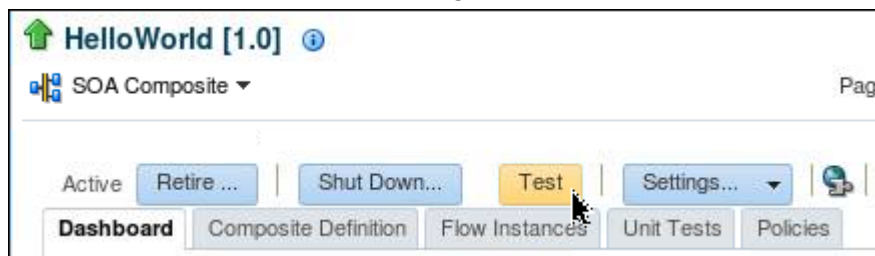 HelloWorld [1.0]
SOA Composite
Pag
Active Retire ... Shut Down... Test Settings...
Dashboard Composite Definition Flow Instances Unit Tests Policies